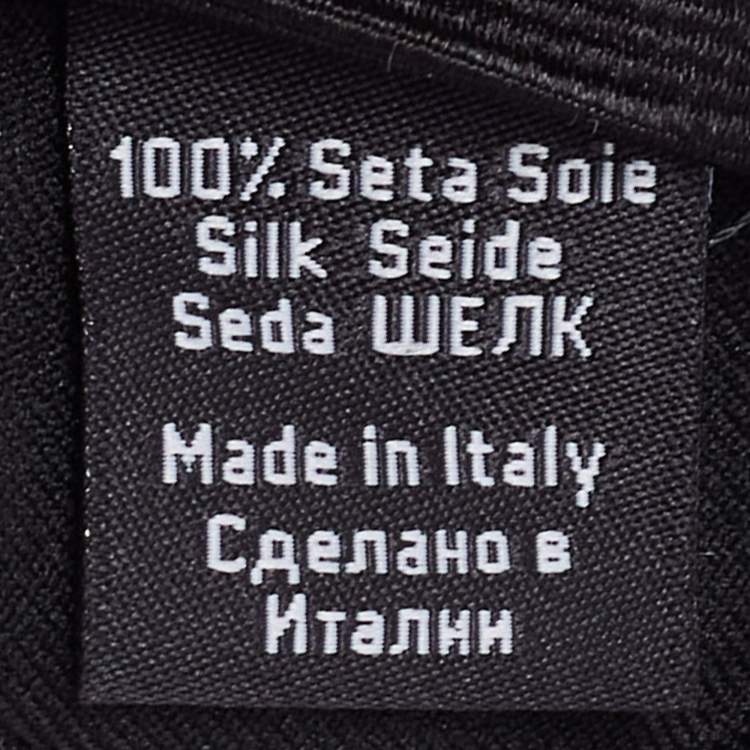 100% Seta Soie
Silk Seide
Seda ШЕЛК
Made in Italy
Сделано в
Италии